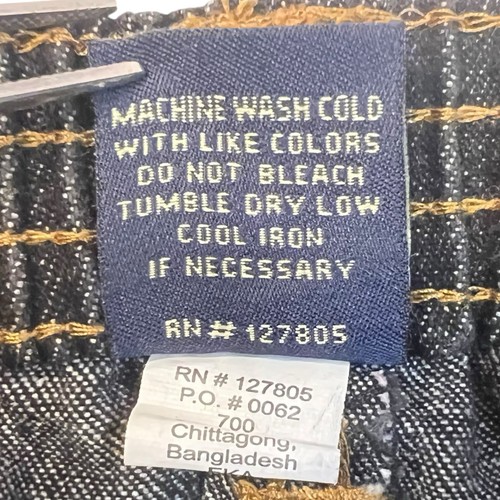 MACHINE WASH COLD
WITH LIKE COLORS
DO NOT BLEACH
TUMBLE DRY LOW
COOL IRON
IF NECESSARY
RN # 127805
RN # 127805
P.O. # 0062
700
Chittagong,
Bangladesh